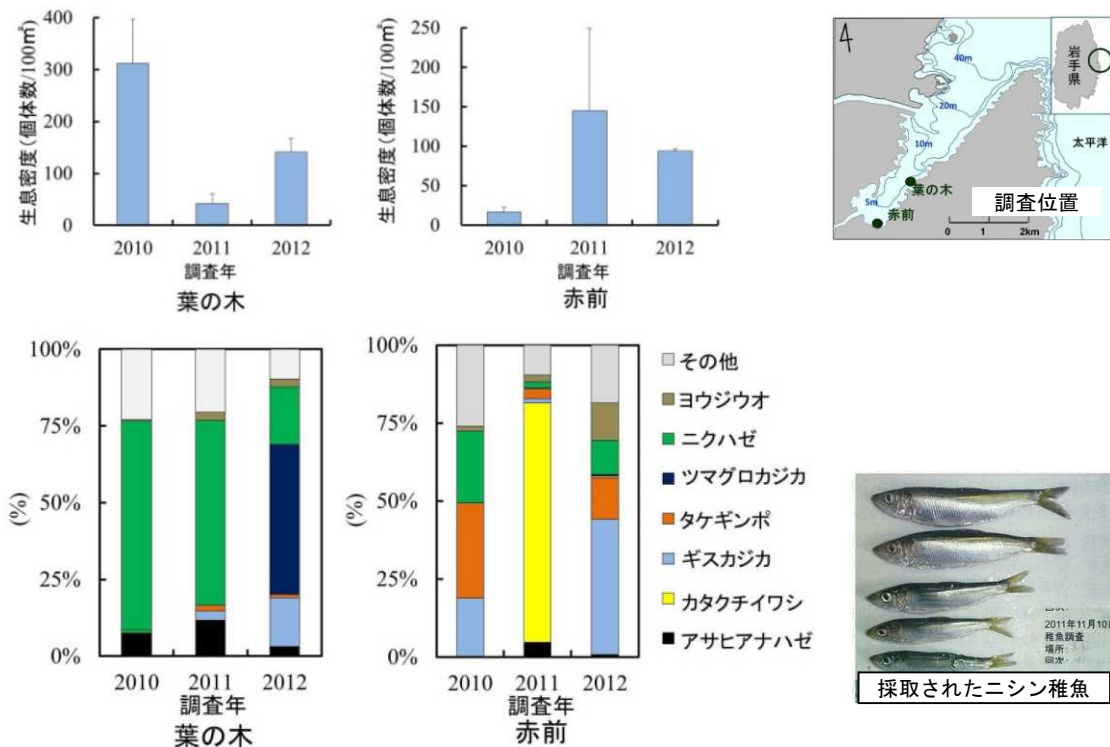 400
300
200
100
0
生息密度(個体数/100㎡)
2010
2011
2012
調査年
葉の木
250
200
150
100
50
0
生息密度(個体数/100㎡)
2010
2011
2012
調査年
赤前
4
40m
20m
10m
5m
葉の木
赤前
岩手県
太平洋
調査位置
0 1 2km
100%
75%
50%
25%
0%
(%)
2010
2011
2012
調査年
葉の木
100%
75%
50%
25%
0%
(%)
2010
2011
2012
調査年
赤前
その他
ヨウジウオ
ニクハゼ
ツマグロカジカ
タケギンポ
ギスカジカ
カタクチイワシ
アサヒアナハゼ
2011年11月10日
稚魚調査
場所:
回次:
採取されたニシン稚魚